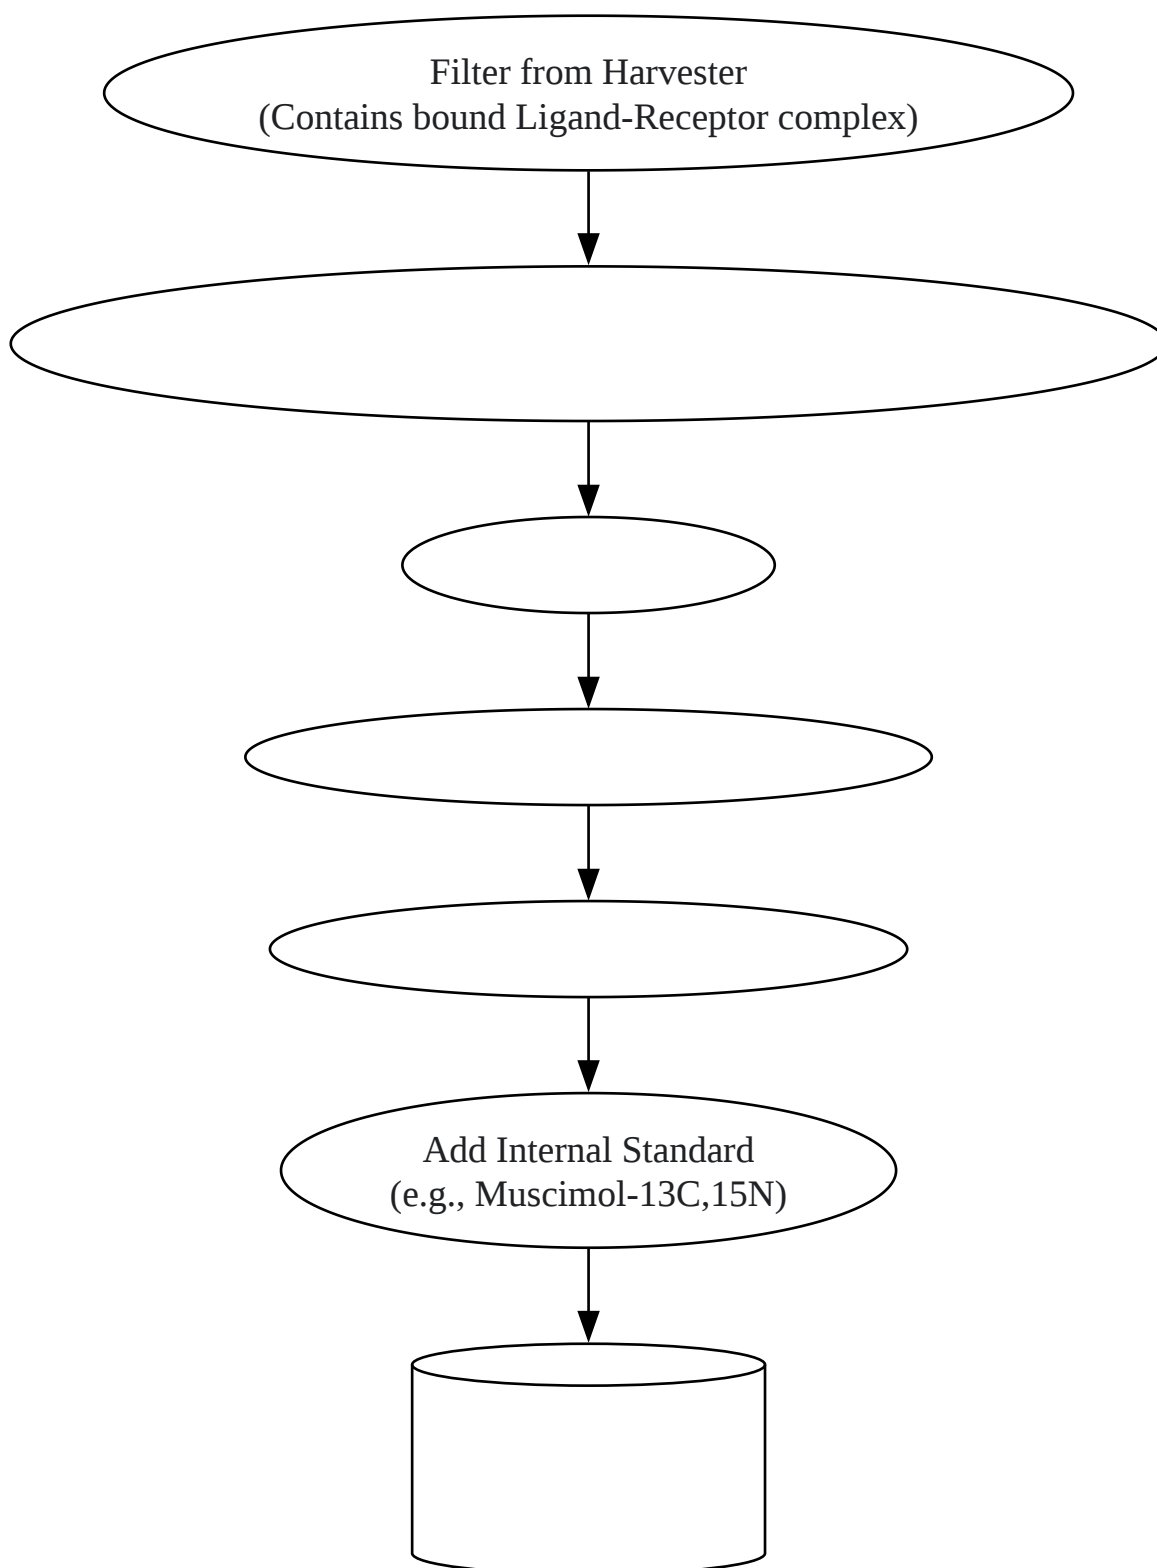 Filter from Harvester
(Contains bound Ligand-Receptor complex)
Add Internal Standard
(e.g., Muscimol-13C,15N)